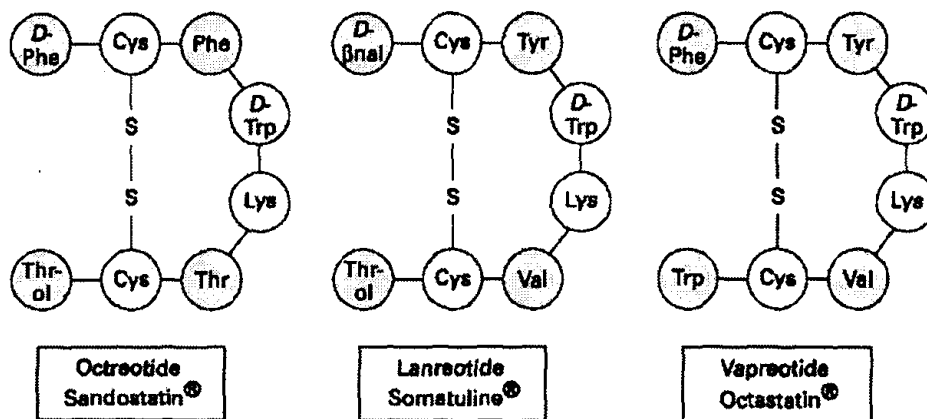 D-
Phe
Cys
Phe
D-
Trp
Lys
Thr
Cys
Thr-
ol
S
S
Octreotide
Sandostatin®
D-
βnal
Cys
Tyr
D-
Trp
Lys
Val
Cys
Thr-
ol
S
S
Lanreotide
Somatuline®
D-
Phe
Cys
Tyr
D-
Trp
Lys
Val
Cys
Trp
S
S
Vapreotide
Octastatin®